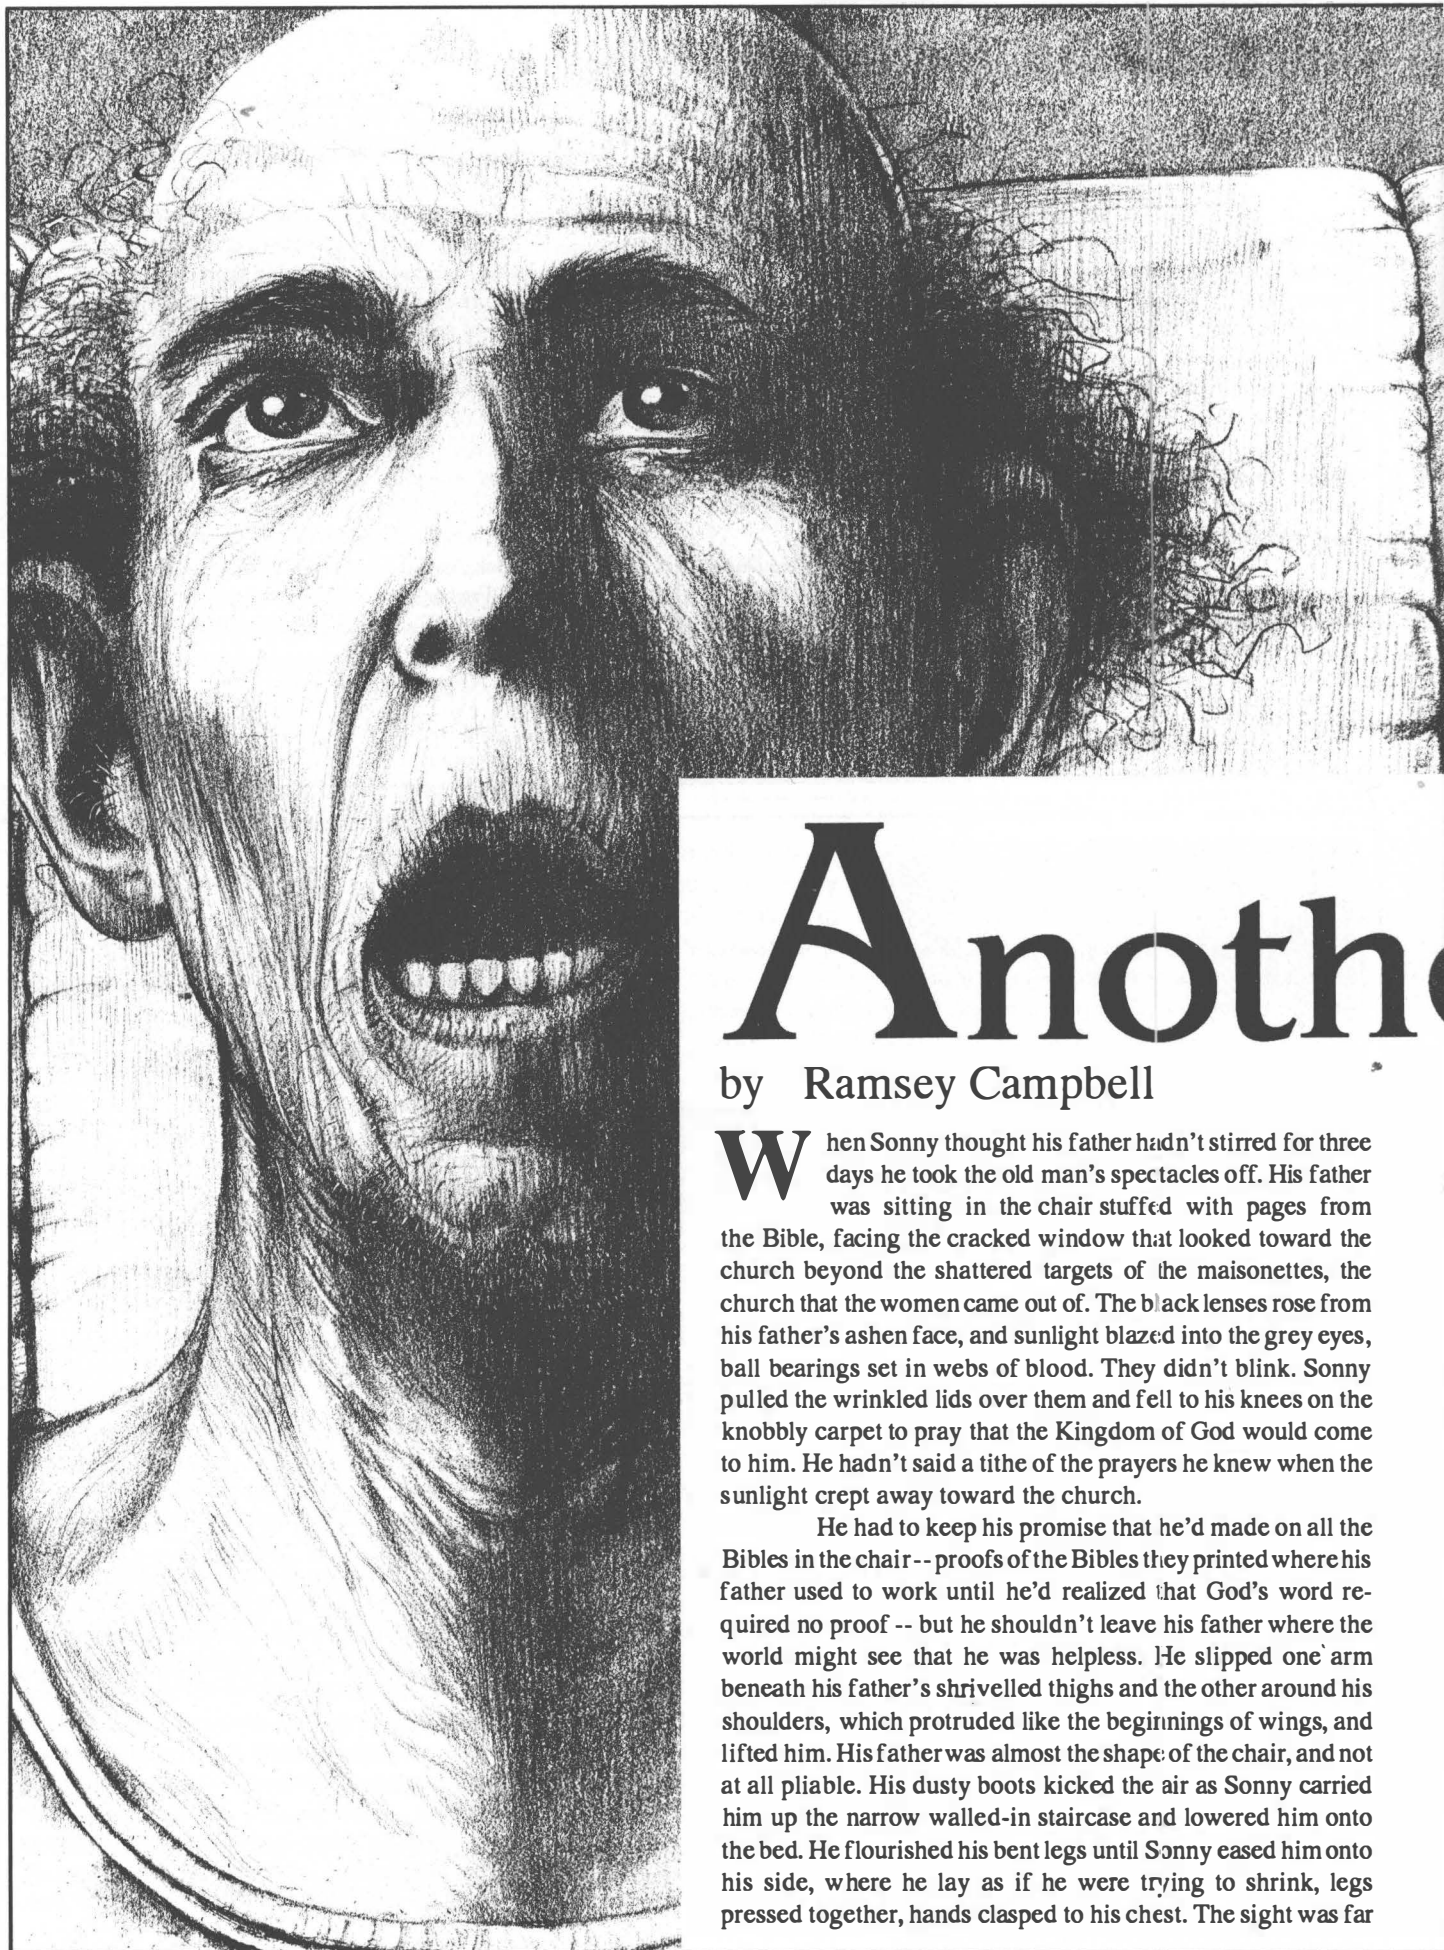 Anothe
by Ramsey Campbell
When Sonny thought his father hadn't stirred for three
days he took the old man's spectacles off. His father
was sitting in the chair stuffed with pages from
the Bible, facing the cracked window that looked toward the
church beyond the shattered targets of the maisonettes, the
church that the women came out of. The black lenses rose from
his father's ashen face, and sunlight blazed into the grey eyes,
ball bearings set in webs of blood. They didn't blink. Sonny
pulled the wrinkled lids over them and fell to his knees on the
knobbly carpet to pray that the Kingdom of God would come
to him. He hadn't said a tithe of the prayers he knew when the
sunlight crept away toward the church.
He had to keep his promise that he'd made on all the
Bibles in the chair -- proofs of the Bibles they printed where his
father used to work until he'd realized that God's word re-
quired no proof -- but he shouldn't leave his father where the
world might see that he was helpless. He slipped one arm
beneath his father's shrivelled thighs and the other around his
shoulders, which protruded like the beginnings of wings, and
lifted him. His father was almost the shape of the chair, and not
at all pliable. His dusty boots kicked the air as Sonny carried
him up the narrow walled-in staircase and lowered him onto
the bed. He flourished his bent legs until Sonny eased him onto
his side, where he lay as if he were trying to shrink, legs
pressed together, hands clasped to his chest. The sight was far